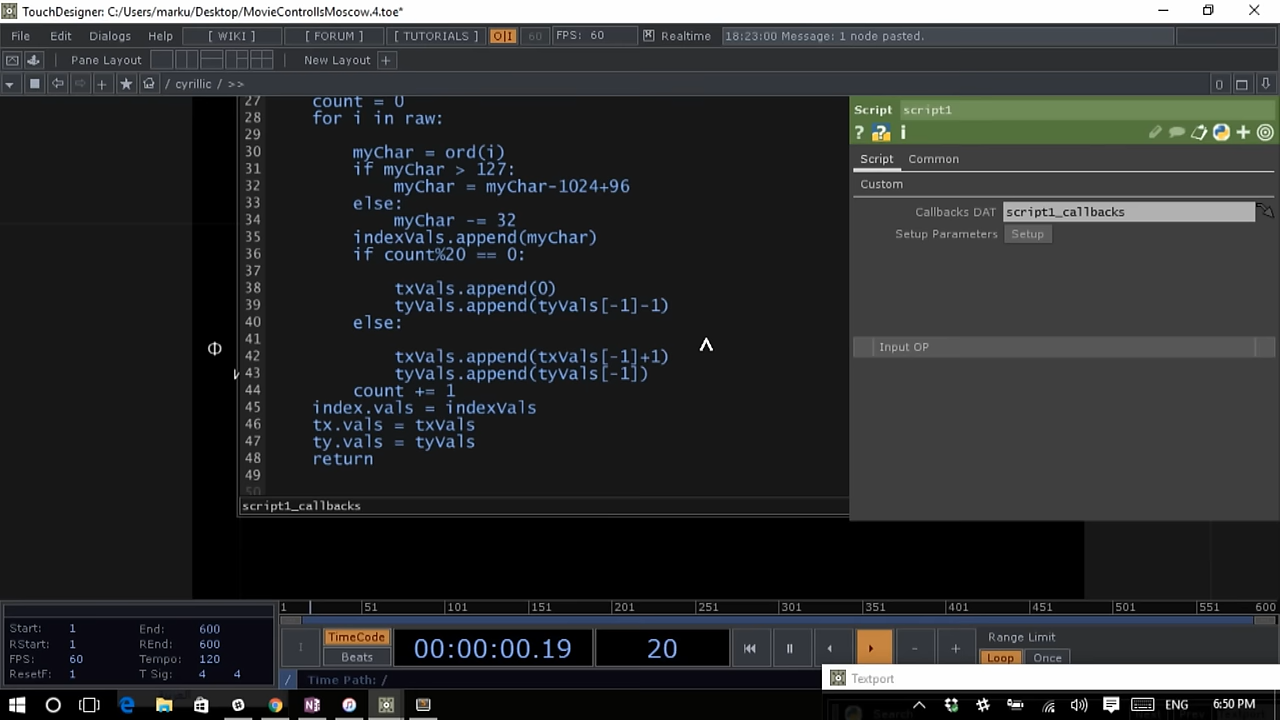 TouchDesigner: C:/Users/marku/Desktop/MovieControllsMoscow.4.toe*
File Edit Dialogs Help [ WIKI ] [ FORUM ] [ TUTORIALS ] O|I 60 FPS: 60 Realtime 18:23:00 Message: 1 node pasted.
Pane Layout New Layout +
/ cyrillic / >> 0
27 count = 0
28 for i in raw:
29
30 myChar = ord(i)
31 if myChar > 127:
32 myChar = myChar-1024+96
33 else:
34 myChar -= 32
35 indexVals.append(myChar)
36 if count%20 == 0:
37
38 txVals.append(0)
39 tyVals.append(tyVals[-1]-1)
40 else:
41
42 txVals.append(txVals[-1]+1)
43 tyVals.append(tyVals[-1])
44 count += 1
45 index.vals = indexVals
46 tx.vals = txVals
47 ty.vals = tyVals
48 return
49
50
script1_callbacks
Ф
Script script1
? ? i
Script Common
Custom
Callbacks DAT script1_callbacks
Setup Parameters Setup
Input OP
1 51 101 151 201 251 301 351 401 451 501 551 600
Start: 1 End: 600
RStart: 1 REnd: 600
FPS: 60 Tempo: 120
ResetF: 1 T Sig: 4 4
TimeCode
Beats
00:00:00.19
20
Range Limit
Loop Once
/ Time Path: /
Textport
ENG 6:50 PM